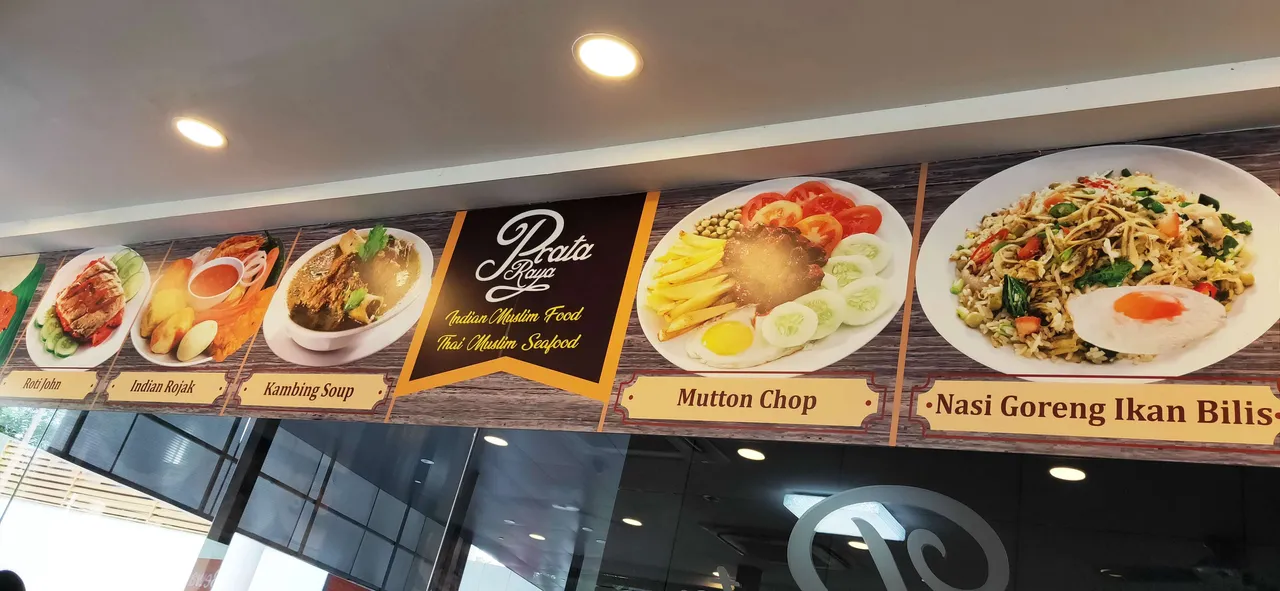 Roti John
Indian Rojak
Kambing Soup
Prata
Raya
Indian Muslim Food
Thai Muslim Seafood
Mutton Chop
Nasi Goreng Ikan Bilis